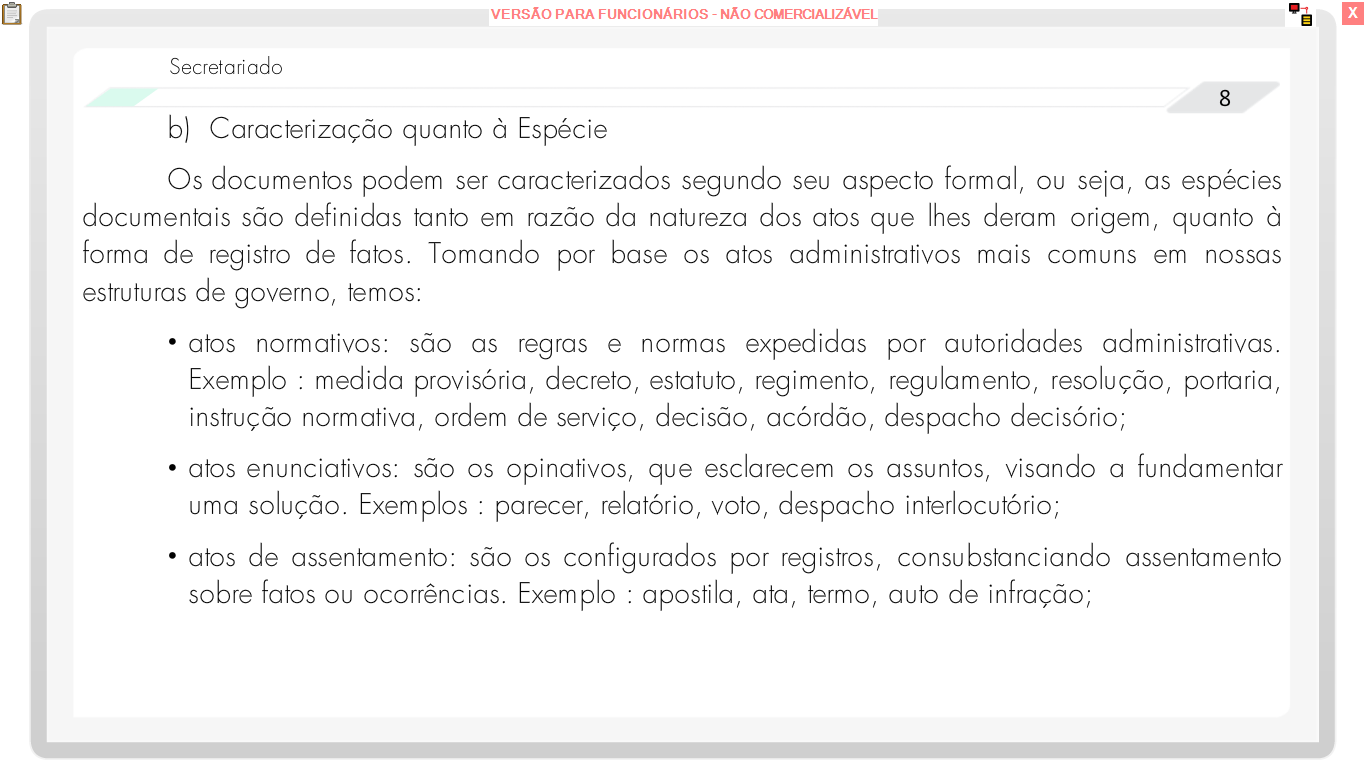 VERSÃO PARA FUNCIONÁRIOS - NÃO COMERCIALIZÁVEL
X
Secretariado
8
b) Caracterização quanto à Espécie
Os documentos podem ser caracterizados segundo seu aspecto formal, ou seja, as espécies
documentais são definidas tanto em razão da natureza dos atos que lhes deram origem, quanto à
forma de registro de fatos. Tomando por base os atos administrativos mais comuns em nossas
estruturas de governo, temos:
• atos normativos: são as regras e normas expedidas por autoridades administrativas.
Exemplo : medida provisória, decreto, estatuto, regimento, regulamento, resolução, portaria,
instrução normativa, ordem de serviço, decisão, acórdão, despacho decisório;
• atos enunciativos: são os opinativos, que esclarecem os assuntos, visando a fundamentar
uma solução. Exemplos : parecer, relatório, voto, despacho interlocutório;
• atos de assentamento: são os configurados por registros, consubstanciando assentamento
sobre fatos ou ocorrências. Exemplo : apostila, ata, termo, auto de infração;